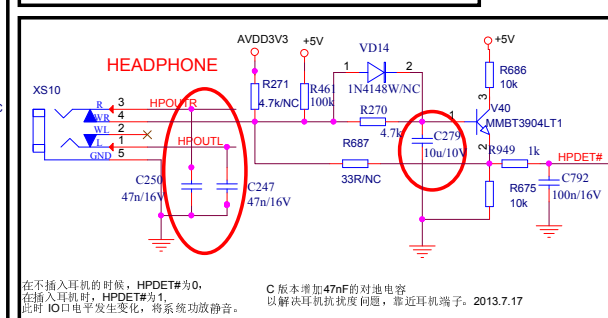 AVDD3V3
+5V
VD14
+5V
HEADPHONE
1
2
R686
10k
XS10
R271
4.7k/NC
R461
100k
1N4148W/NC
3
V40
R
3
HPOUTR
WR
4
R270
1
MMBT3904LT1
WL
2
4.7k
C279
10u/10V
2
L
1
HPOUTL
R687
R949
1k
HPDET#
GND
5
33R/NC
C792
100n/16V
C250
47n/16V
C247
47n/16V
R675
10k
在不插入耳机的时候，HPDET#为0，
在插入耳机时，HPDET#为1，
此时 IO口电平发生变化，将系统功放静音。
C 版本增加47nF的对地电容
以解决耳机抗扰度问题，靠近耳机端子。2013.7.17